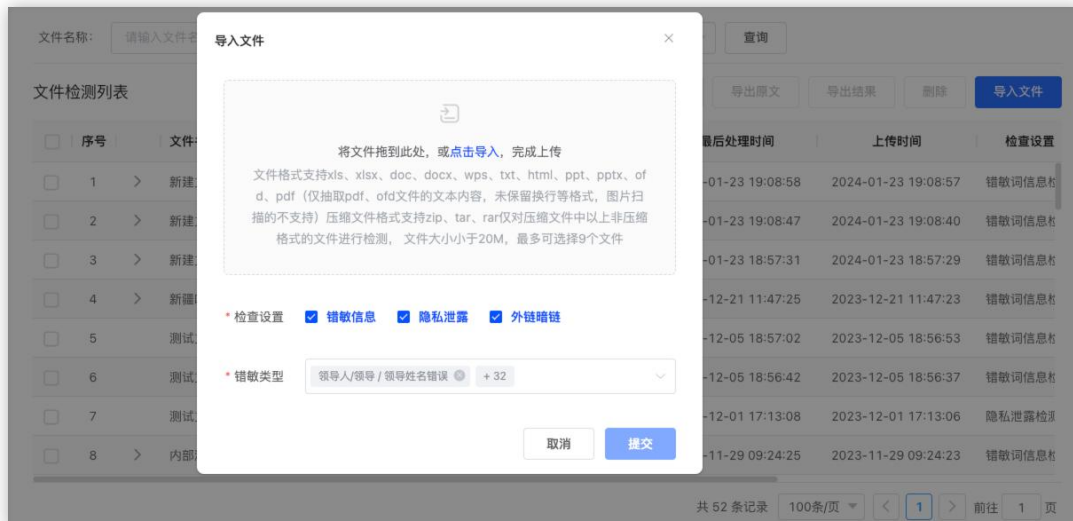 文件名称： 请输入文件名 查询
导入文件
文件检测列表 导出原文 导出结果 删除 导入文件
将文件拖到此处，或点击导入，完成上传
文件格式支持xls、xlsx、doc、docx、wps、txt、html、ppt、pptx、of
d、pdf（仅抽取pdf、ofd文件的文本内容，未保留换行等格式，图片扫
描的不支持）压缩文件格式支持zip、tar、rar仅对压缩文件中以上非压缩
格式的文件进行检测， 文件大小小于20M，最多可选择9个文件
* 检查设置 错敏信息 隐私泄露 外链暗链
* 错敏类型 领导人/领导 / 领导姓名错误 + 32
取消 提交
序号 文件 最后处理时间 上传时间 检查设置
1 新建 -01-23 19:08:58 2024-01-23 19:08:57 错敏词信息检
2 新建 -01-23 19:08:47 2024-01-23 19:08:40 错敏词信息检
3 新建 -01-23 18:57:31 2024-01-23 18:57:29 错敏词信息检
4 新疆 -12-21 11:47:25 2023-12-21 11:47:23 错敏词信息检
5 测试 -12-05 18:57:02 2023-12-05 18:56:53 错敏词信息检
6 测试 -12-05 18:56:42 2023-12-05 18:56:37 错敏词信息检
7 测试 -12-01 17:13:08 2023-12-01 17:13:06 隐私泄露检测
8 内部 -11-29 09:24:25 2023-11-29 09:24:23 错敏词信息检
共 52 条记录 100条/页 1 前往 1 页